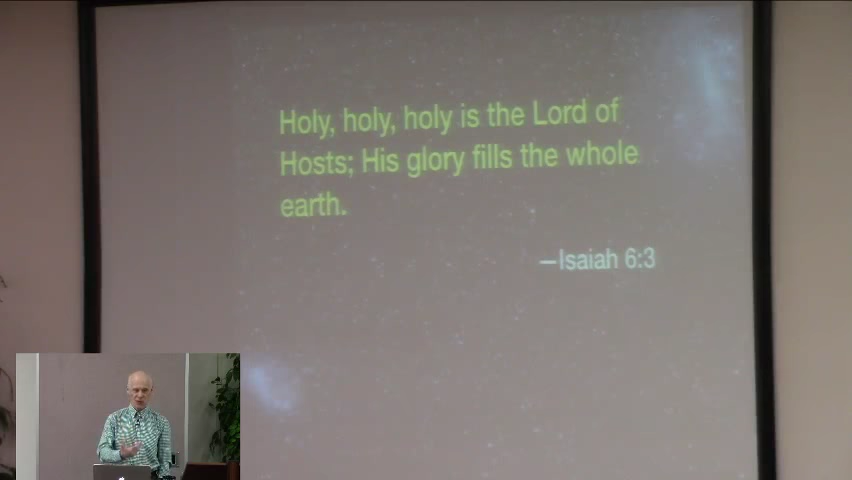 Holy, holy, holy is the Lord of
Hosts; His glory fills the whole
earth.
—Isaiah 6:3